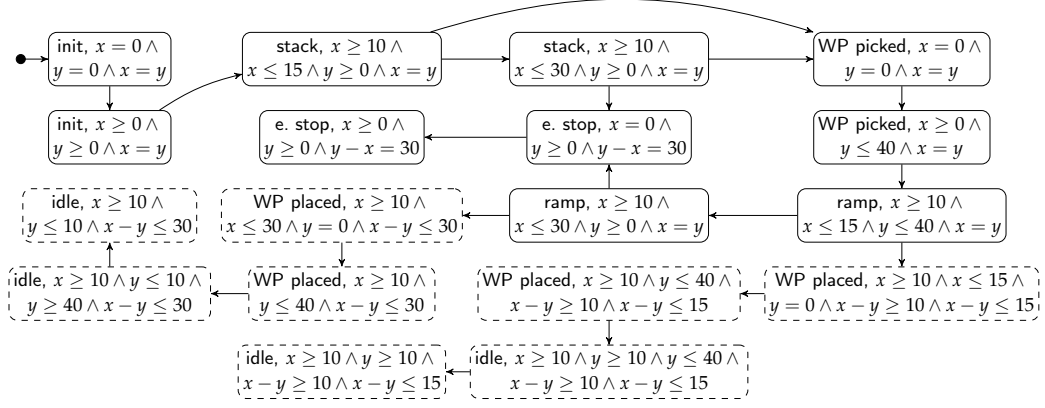 init, x = 0 ∧
y = 0 ∧ x = y
stack, x ≥ 10 ∧
x ≤ 15 ∧ y ≥ 0 ∧ x = y
stack, x ≥ 10 ∧
x ≤ 30 ∧ y ≥ 0 ∧ x = y
WP picked, x = 0 ∧
y = 0 ∧ x = y
init, x ≥ 0 ∧
y ≥ 0 ∧ x = y
e. stop, x ≥ 0 ∧
y ≥ 0 ∧ y − x = 30
e. stop, x = 0 ∧
y ≥ 0 ∧ y − x = 30
WP picked, x ≥ 0 ∧
y ≤ 40 ∧ x = y
idle, x ≥ 10 ∧
y ≤ 10 ∧ x − y ≤ 30
WP placed, x ≥ 10 ∧
x ≤ 30 ∧ y = 0 ∧ x − y ≤ 30
ramp, x ≥ 10 ∧
x ≤ 30 ∧ y ≥ 0 ∧ x = y
ramp, x ≥ 10 ∧
x ≤ 15 ∧ y ≤ 40 ∧ x = y
idle, x ≥ 10 ∧ y ≤ 10 ∧
y ≥ 40 ∧ x − y ≤ 30
WP placed, x ≥ 10 ∧
y ≤ 40 ∧ x − y ≤ 30
WP placed, x ≥ 10 ∧ y ≤ 40 ∧
x − y ≥ 10 ∧ x − y ≤ 15
WP placed, x ≥ 10 ∧ x ≤ 15 ∧
y = 0 ∧ x − y ≥ 10 ∧ x − y ≤ 15
idle, x ≥ 10 ∧ y ≥ 10 ∧
x − y ≥ 10 ∧ x − y ≤ 15
idle, x ≥ 10 ∧ y ≥ 10 ∧ y ≤ 40 ∧
x − y ≥ 10 ∧ x − y ≤ 15